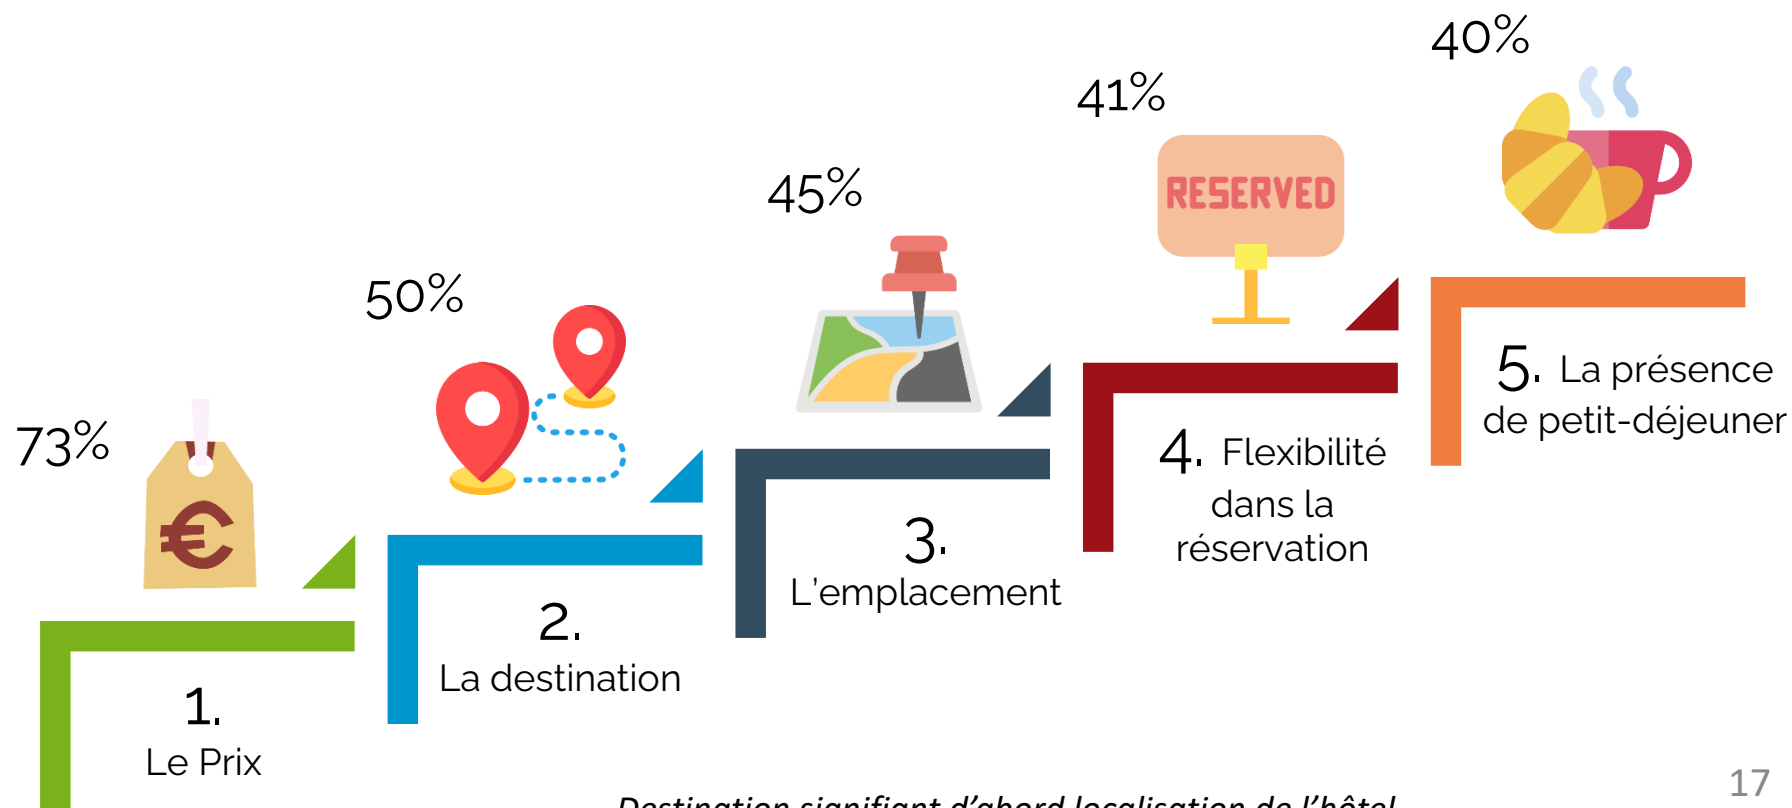 73%
1.
Le Prix
50%
2.
La destination
45%
3.
L'emplacement
41%
RESERVED
4. Flexibilité
dans la
réservation
40%
5. La présence
de petit-déjeuner
Destination signifiant d'abord localisation de l'hôtel
17